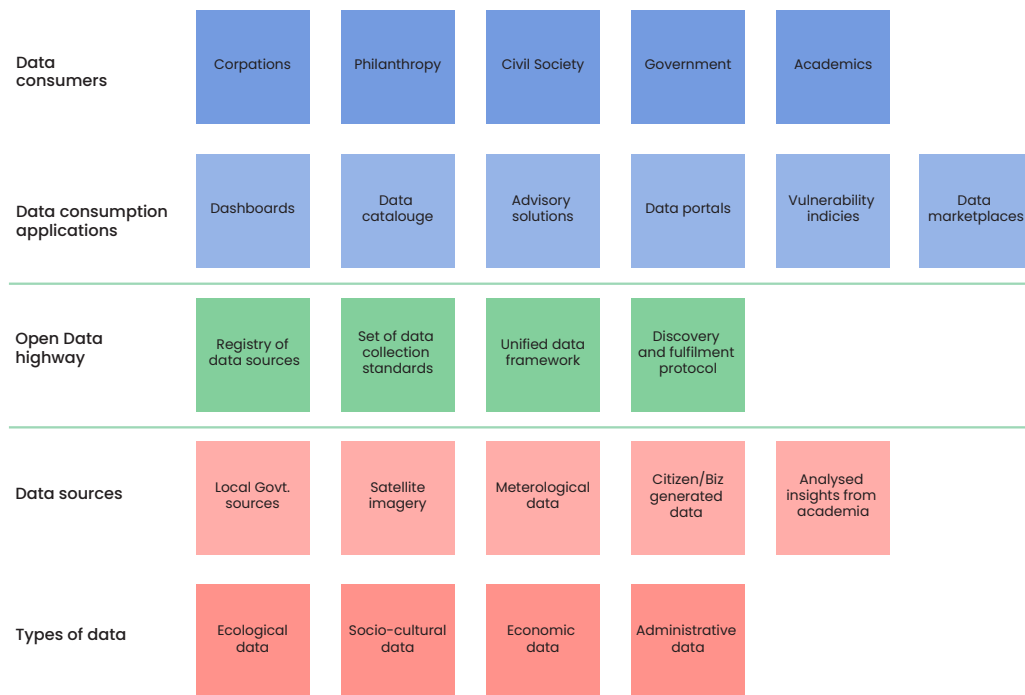 Data
consumers
Corpations
Philanthropy
Civil Society
Government
Academics
Data consumption
applications
Dashboards
Data
catalouge
Advisory
solutions
Data portals
Vulnerability
indicies
Data
marketplaces
Open Data
highway
Registry of
data sources
Set of data
collection
standards
Unified data
framework
Discovery
and fulfilment
protocol
Data sources
Local Govt.
sources
Satellite
imagery
Meterological
data
Citizen/Biz
generated
data
Analysed
insights from
academia
Types of data
Ecological
data
Socio-cultural
data
Economic
data
Administrative
data